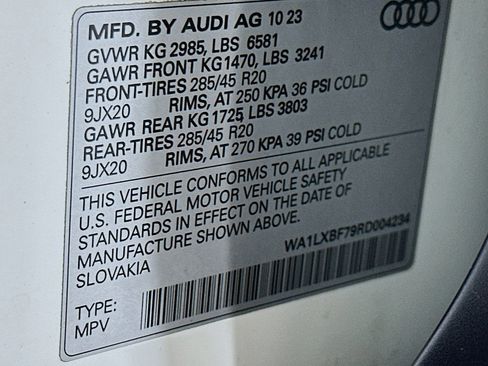 MFD. BY AUDI AG 10 23
GVWR KG 2985, LBS 6581
GAWR FRONT KG1470, LBS 3241
FRONT-TIRES 285/45 R20
9JX20 RIMS, AT 250 KPA 36 PSI COLD
GAWR REAR KG 1725, LBS 3803
REAR-TIRES 285/45 R20
9JX20 RIMS, AT 270 KPA 39 PSI COLD
THIS VEHICLE CONFORMS TO ALL APPLICABLE
U.S. FEDERAL MOTOR VEHICLE SAFETY
STANDARDS IN EFFECT ON THE DATE OF
MANUFACTURE SHOWN ABOVE.
SLOVAKIA
WA1LXBF79RD004234
TYPE:
MPV